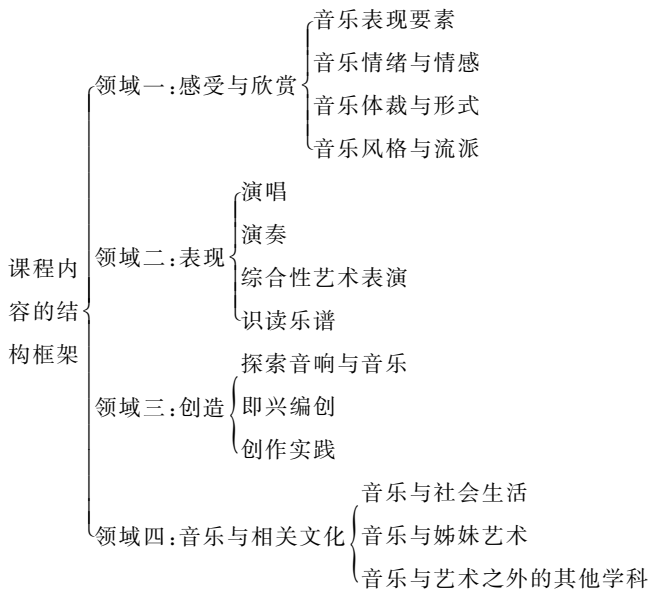 课程内
容的结
构框架
领域一:感受与欣赏
音乐表现要素
音乐情绪与情感
音乐体裁与形式
音乐风格与流派
领域二:表现
演唱
演奏
综合性艺术表演
识读乐谱
领域三:创造
探索音响与音乐
即兴编创
创作实践
领域四:音乐与相关文化
音乐与社会生活
音乐与姊妹艺术
音乐与艺术之外的其他学科